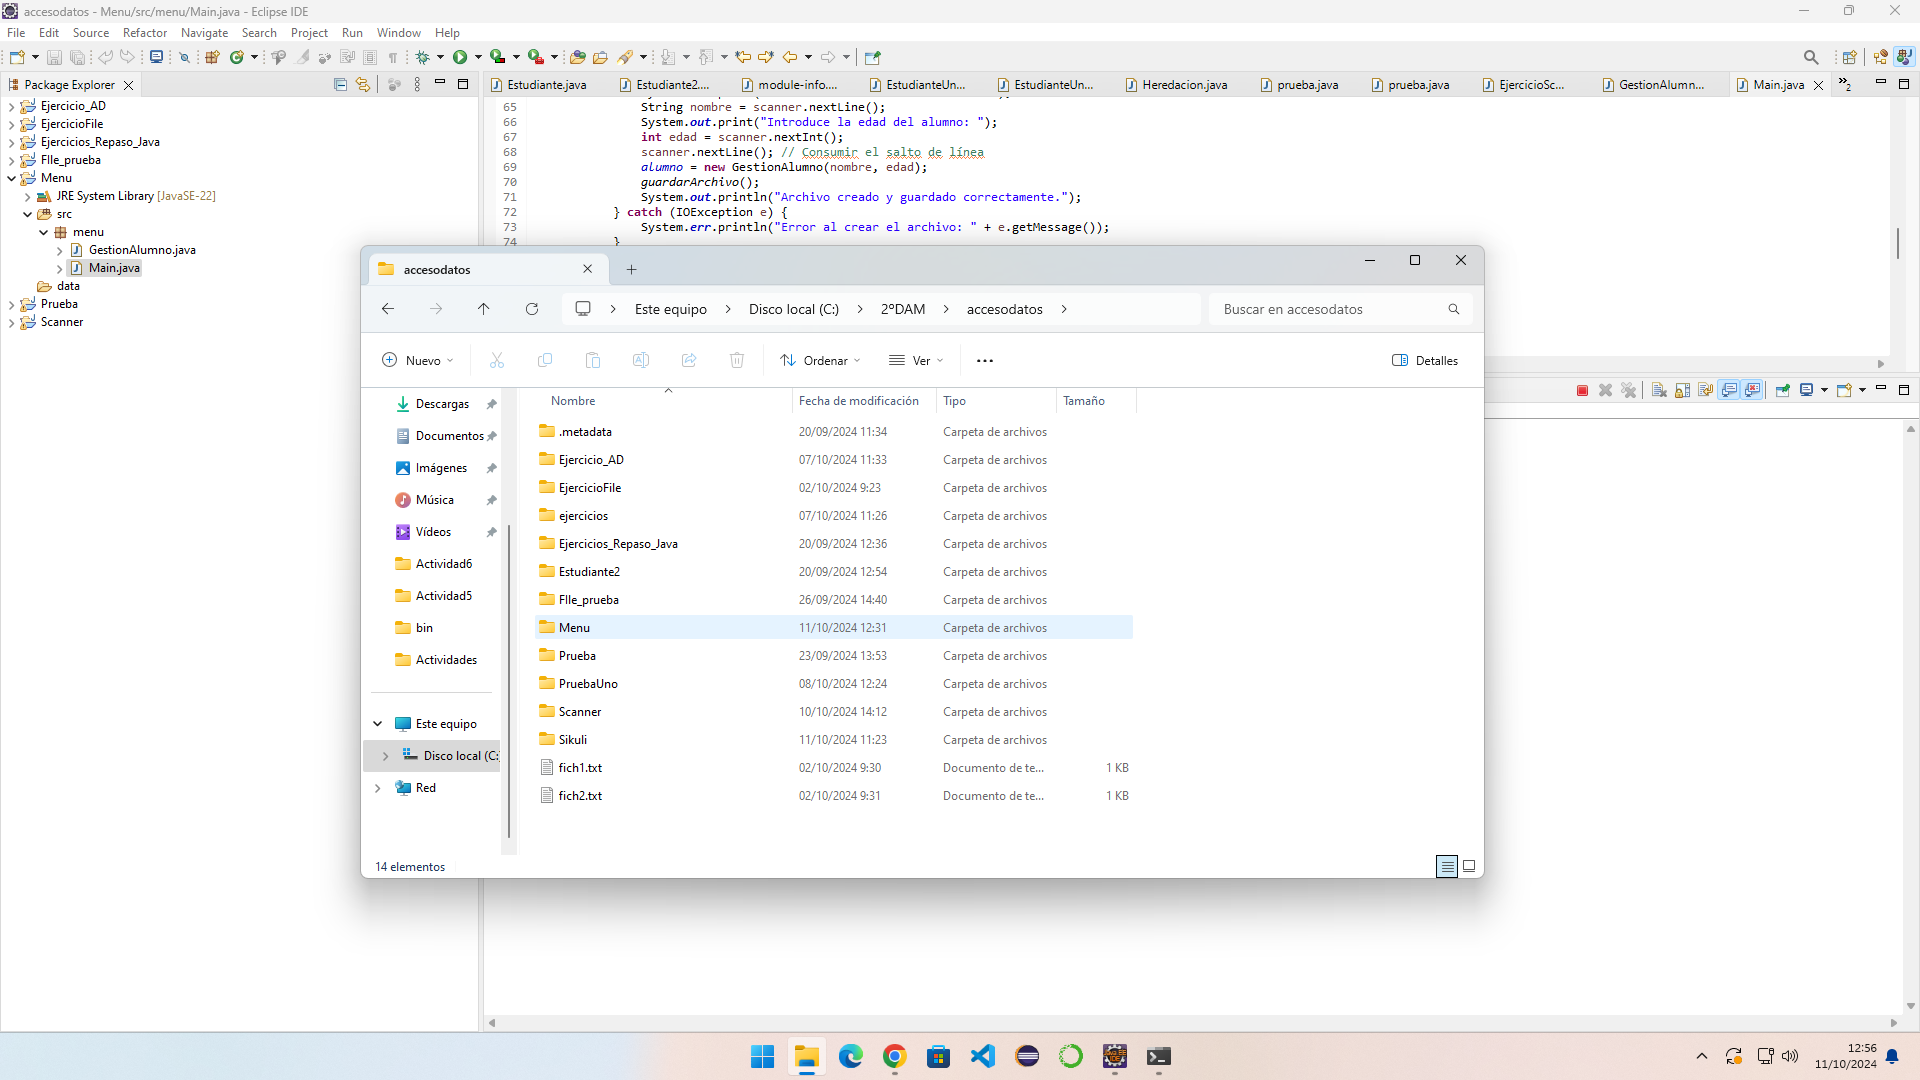 accesodatos - Menu/src/menu/Main.java - Eclipse IDE
File Edit Source Refactor Navigate Search Project Run Window Help
Package Explorer
Estudiante.java Estudiante2.... module-info.... EstudianteUn... EstudianteUn... Heredacion.java prueba.java prueba.java EjercicioSc... GestionAlumn... Main.java »2
Ejercicio_AD
EjercicioFile
Ejercicios_Repaso_Java
FIle_prueba
Menu
JRE System Library [JavaSE-22]
src
menu
GestionAlumno.java
Main.java
data
Prueba
Scanner
65 String nombre = scanner.nextLine();
66 System.out.print("Introduce la edad del alumno: ");
67 int edad = scanner.nextInt();
68 scanner.nextLine(); // Consumir el salto de línea
69 alumno = new GestionAlumno(nombre, edad);
70 guardarArchivo();
71 System.out.println("Archivo creado y guardado correctamente.");
72 } catch (IOException e) {
73 System.err.println("Error al crear el archivo: " + e.getMessage());
74 }
accesodatos
Este equipo > Disco local (C:) > 2ºDAM > accesodatos >
Buscar en accesodatos
Nuevo Ordenar Ver ... Detalles
Descargas
Documentos
Imágenes
Música
Vídeos
Actividad6
Actividad5
bin
Actividades
Este equipo
Disco local (C:
Red
Nombre Fecha de modificación Tipo Tamaño
.metadata 20/09/2024 11:34 Carpeta de archivos
Ejercicio_AD 07/10/2024 11:33 Carpeta de archivos
EjercicioFile 02/10/2024 9:23 Carpeta de archivos
ejercicios 07/10/2024 11:26 Carpeta de archivos
Ejercicios_Repaso_Java 20/09/2024 12:36 Carpeta de archivos
Estudiante2 20/09/2024 12:54 Carpeta de archivos
FIle_prueba 26/09/2024 14:40 Carpeta de archivos
Menu 11/10/2024 12:31 Carpeta de archivos
Prueba 23/09/2024 13:53 Carpeta de archivos
PruebaUno 08/10/2024 12:24 Carpeta de archivos
Scanner 10/10/2024 14:12 Carpeta de archivos
Sikuli 11/10/2024 11:23 Carpeta de archivos
fich1.txt 02/10/2024 9:30 Documento de te... 1 KB
fich2.txt 02/10/2024 9:31 Documento de te... 1 KB
14 elementos
12:56
11/10/2024